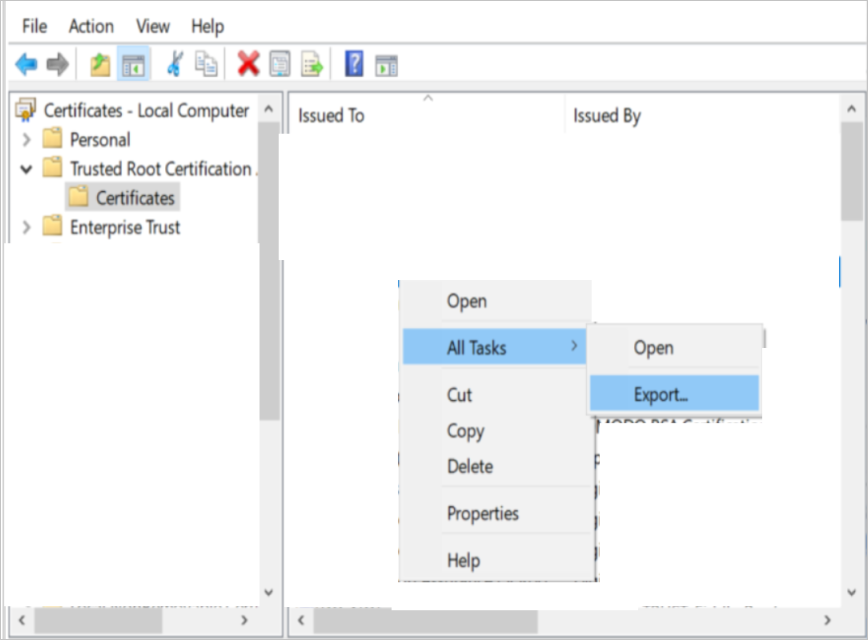 File Action View Help
Certificates - Local Computer
Personal
Trusted Root Certification
Certificates
Enterprise Trust
Issued To Issued By
Open
All Tasks
Cut
Copy
Delete
Properties
Help
Open
Export...